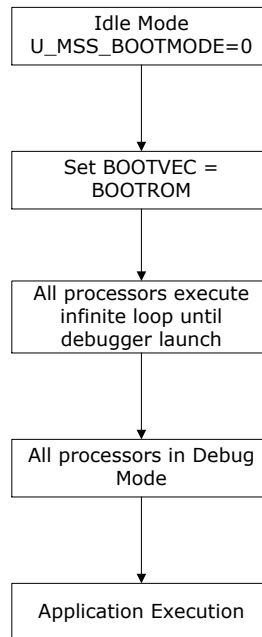 Idle Mode
U_MSS_BOOTMODE=0
Set BOOTVEC =
BOOTROM
All processors execute
infinite loop until
debugger launch
All processors in Debug
Mode
Application Execution